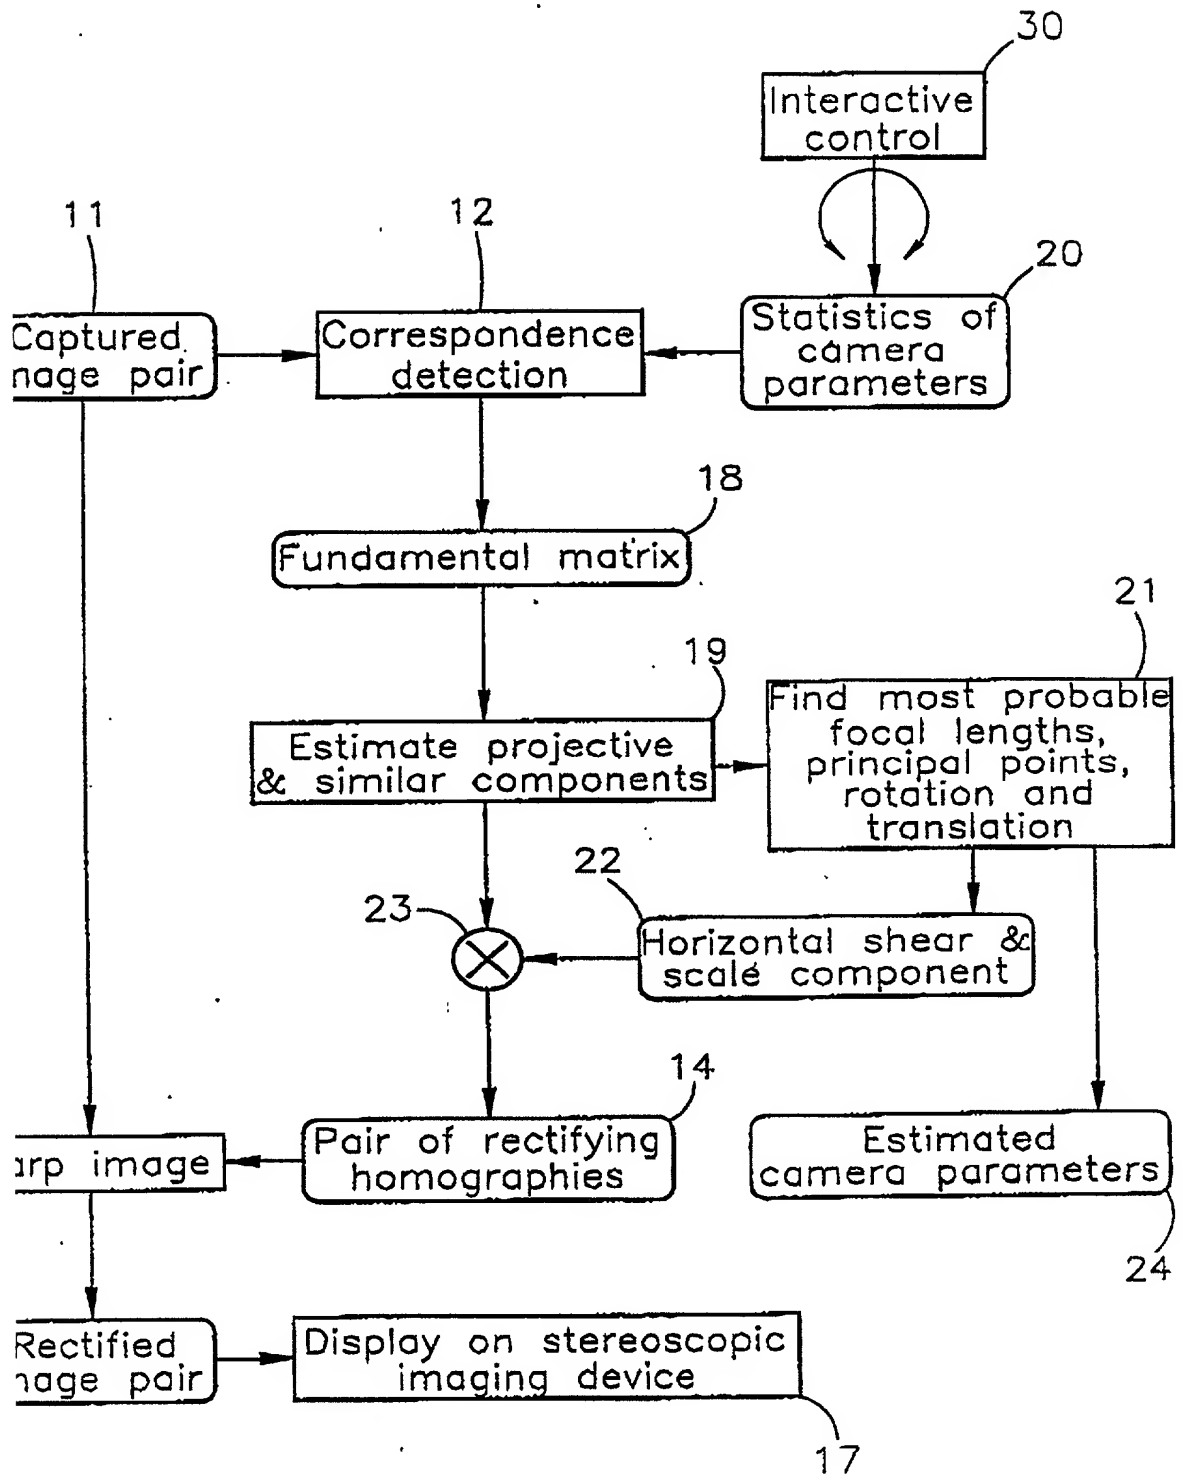 30
Interactive
control
11
12
20
Captured
nage pair
Correspondence
detection
Statistics of
camera
parameters
18
Fundamental matrix
21
19
Estimate projective
& similar components
Find most probable
focal lengths,
principal points,
rotation and
translation
22
23
Horizontal shear &
scale component
14
arp image
Pair of rectifying
homographies
Estimated
camera parameters
24
Rectified
nage pair
Display on stereoscopic
imaging device
17